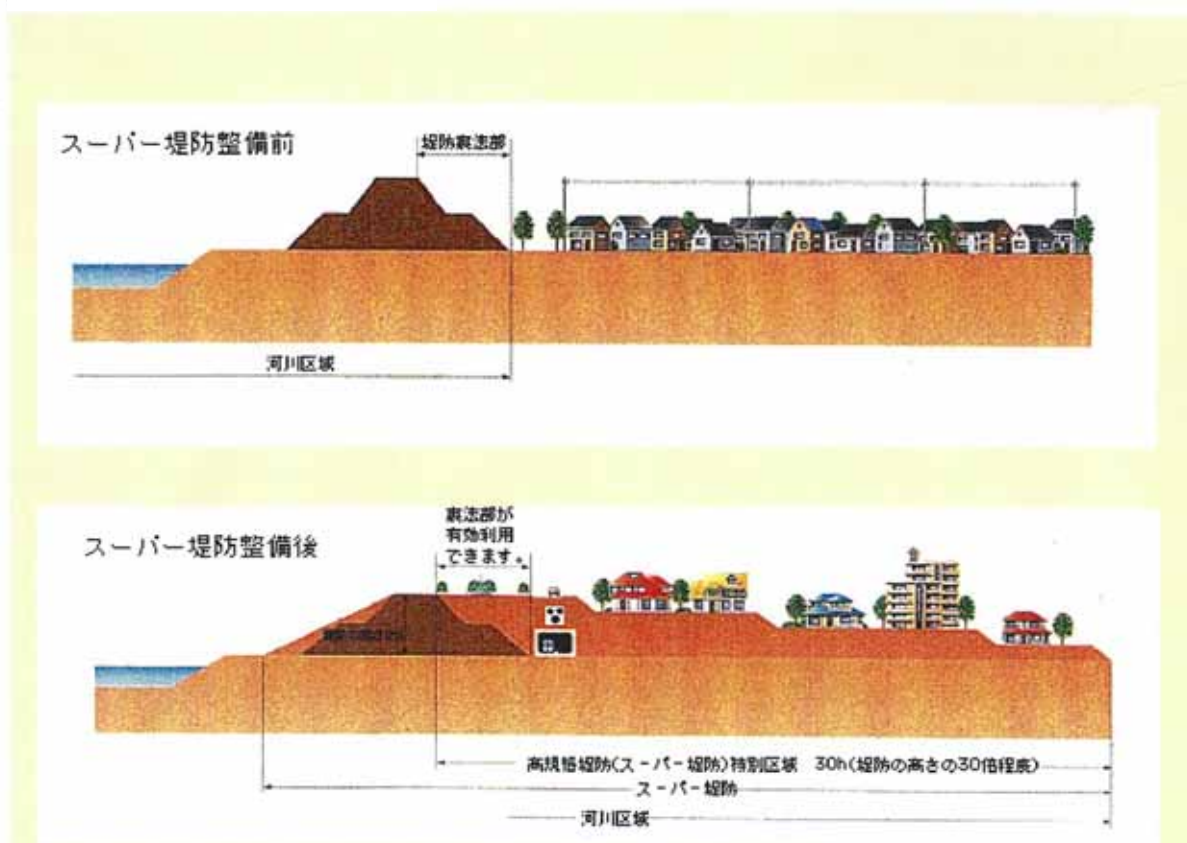 スーパー堤防整備前
堤防裏法部
河川区域
スーパー堤防整備後
裏法部が
有効利用
できます。
高規格堤防(スーパー堤防)特別区域 30h(堤防の高さの30倍程度)
スーパー堤防
河川区域